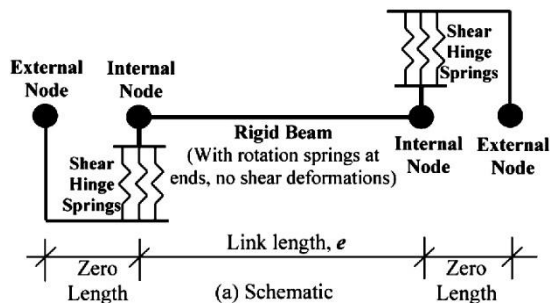 Shear
Hinge
Springs
External
Node
Internal
Node
Rigid Beam
(With rotation springs at
ends, no shear deformations)
Internal
Node
External
Node
Shear
Hinge
Springs
Link length, e
Zero
Length
(a) Schematic
Zero
Length